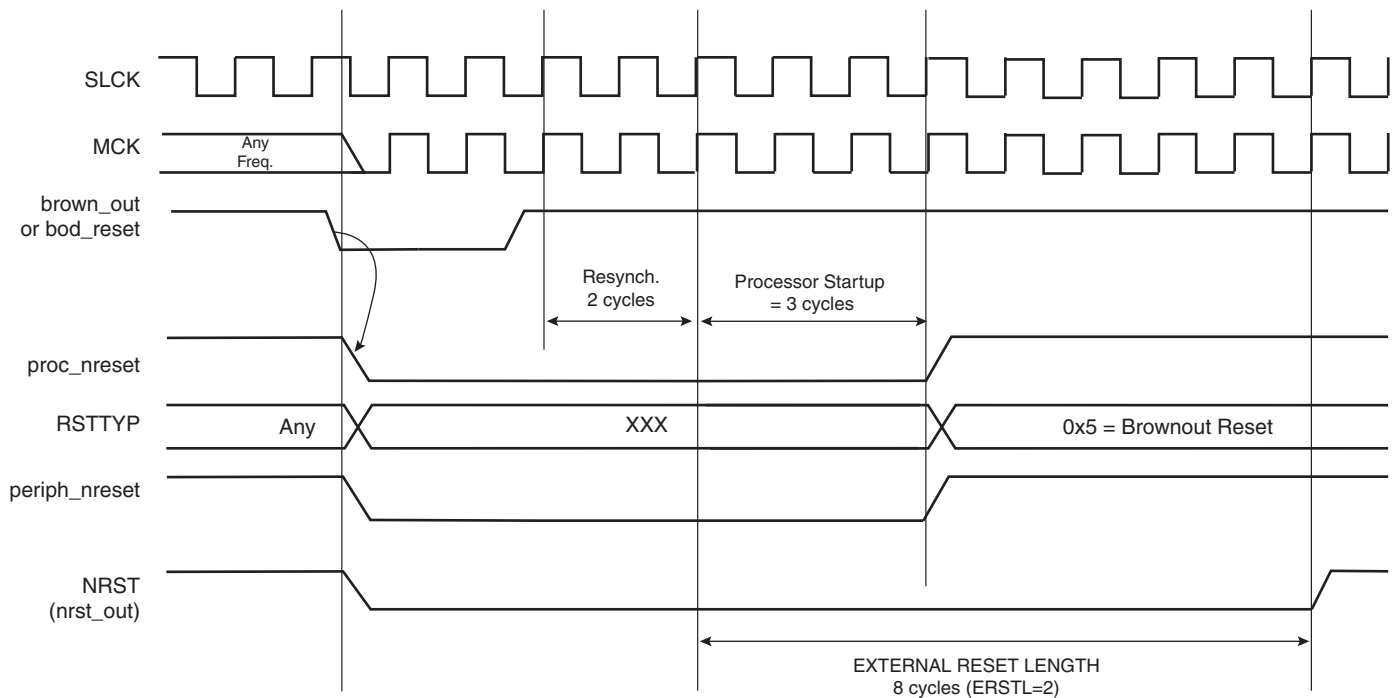 SLCK
MCK
Any
Freq.
brown_out
or bod_reset
Resynch.
2 cycles
Processor Startup
= 3 cycles
proc_nreset
RSTTYP
Any
XXX
0x5 = Brownout Reset
periph_nreset
NRST
(nrst_out)
EXTERNAL RESET LENGTH
8 cycles (ERSTL=2)